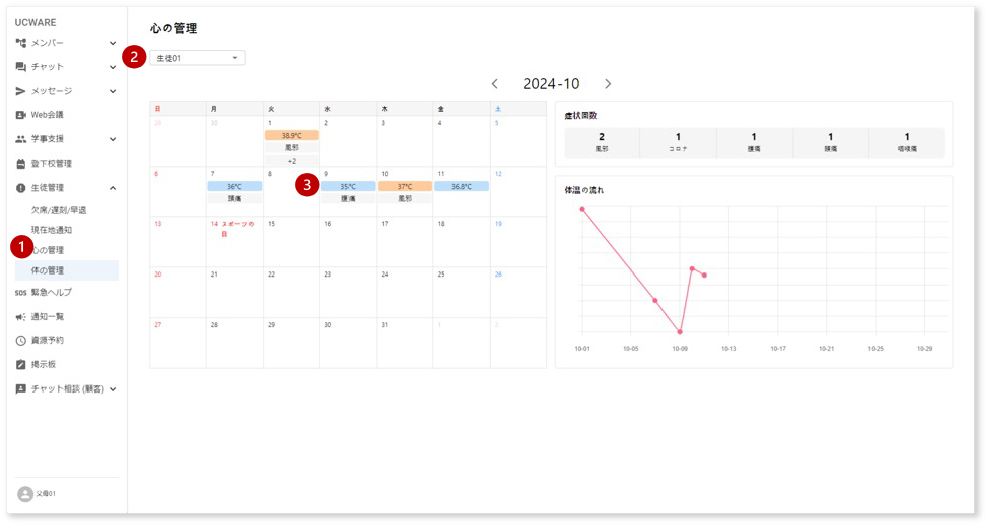 UCWARE
メンバー
チャット
メッセージ
Web会議
学事支援
登下校管理
生徒管理
欠席/遅刻/早退
現在地通知
1
心の管理
体の管理
SOS 緊急ヘルプ
通知一覧
資源予約
掲示板
チャット相談 (顧客)
父母01
心の管理
2
生徒01
2024-10
日 月 火 水 木 金 土
29 30 1 2 3 4 5
38.9°C
風邪
+2
6 7 8 9 10 11 12
3
36°C 35°C 37°C 36.8°C
頭痛 腹痛 風邪
13 14 スポーツの日 15 16 17 18 19
20 21 22 23 24 25 26
27 28 29 30 31 1 2
症状回数
2 1 1 1 1
風邪 コロナ 腹痛 頭痛 咽喉痛
体温の流れ
10-01 10-05 10-09 10-13 10-17 10-21 10-25 10-29